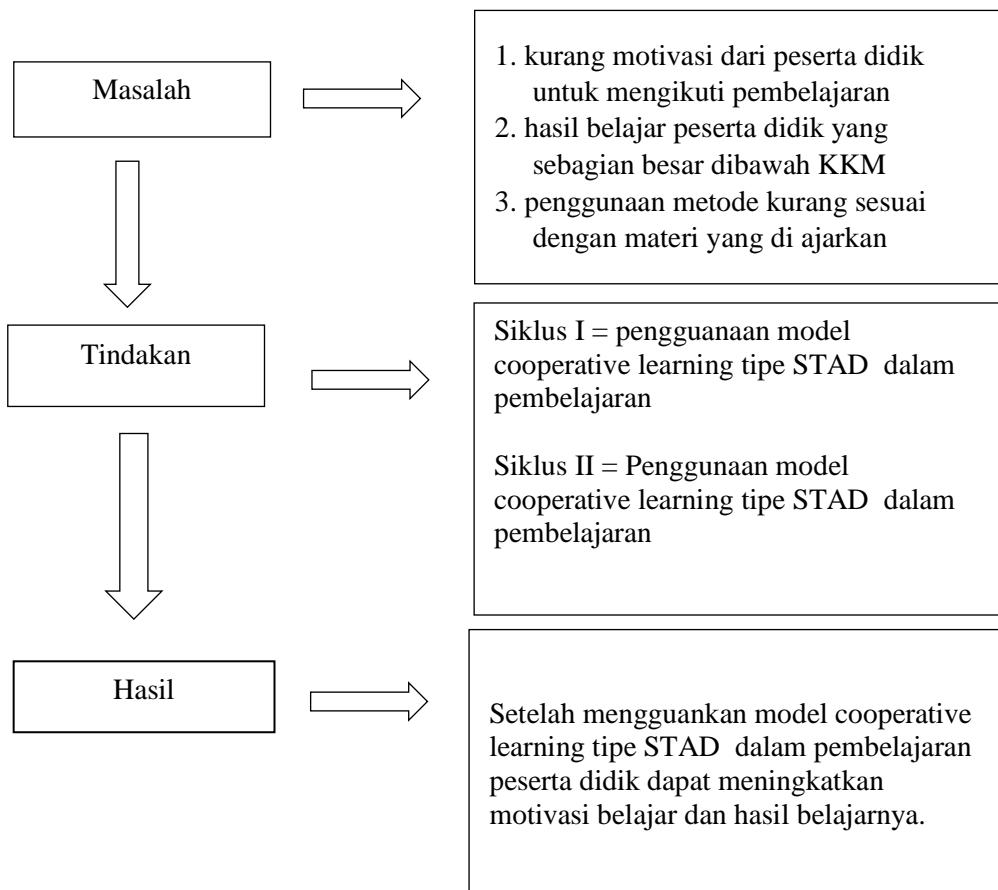 Masalah
1. kurang motivasi dari peserta didik
untuk mengikuti pembelajaran
2. hasil belajar peserta didik yang
sebagian besar dibawah KKM
3. penggunaan metode kurang sesuai
dengan materi yang di ajarkan
Tindakan
Siklus I = pengguanaan model
cooperative learning tipe STAD dalam
pembelajaran
Siklus II = Penggunaan model
cooperative learning tipe STAD dalam
pembelajaran
Hasil
Setelah mengguankan model cooperative
learning tipe STAD dalam pembelajaran
peserta didik dapat meningkatkan
motivasi belajar dan hasil belajarnya.